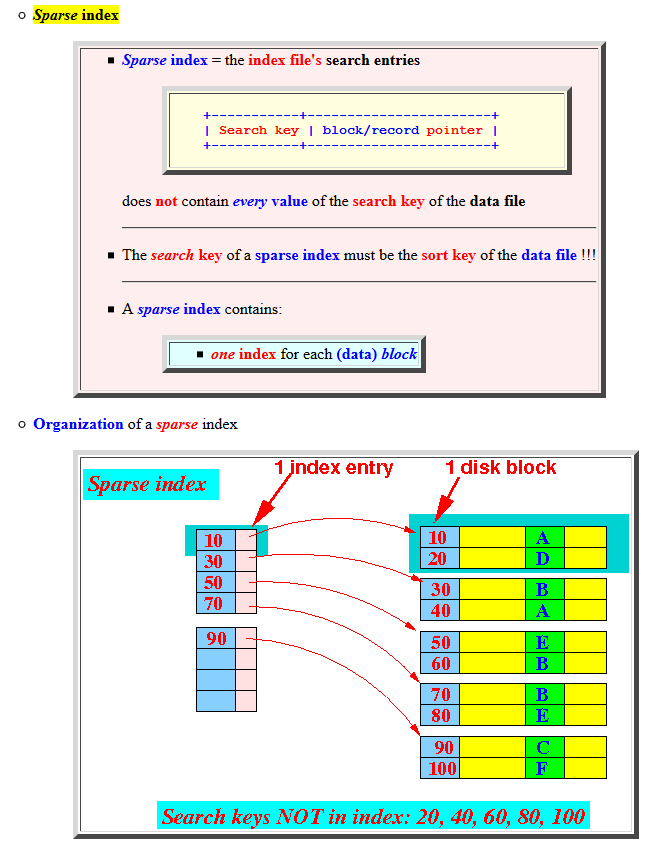 Sparse index
Sparse index = the index file's search entries
+-----------+-----------------------+
| Search key | block/record pointer |
+-----------+-----------------------+
does not contain every value of the search key of the data file
The search key of a sparse index must be the sort key of the data file !!!
A sparse index contains:
one index for each (data) block
Organization of a sparse index
1 index entry
1 disk block
Sparse index
10
30
50
70
90
10 A
20 D
30 B
40 A
50 E
60 B
70 B
80 E
90 C
100 F
Search keys NOT in index: 20, 40, 60, 80, 100